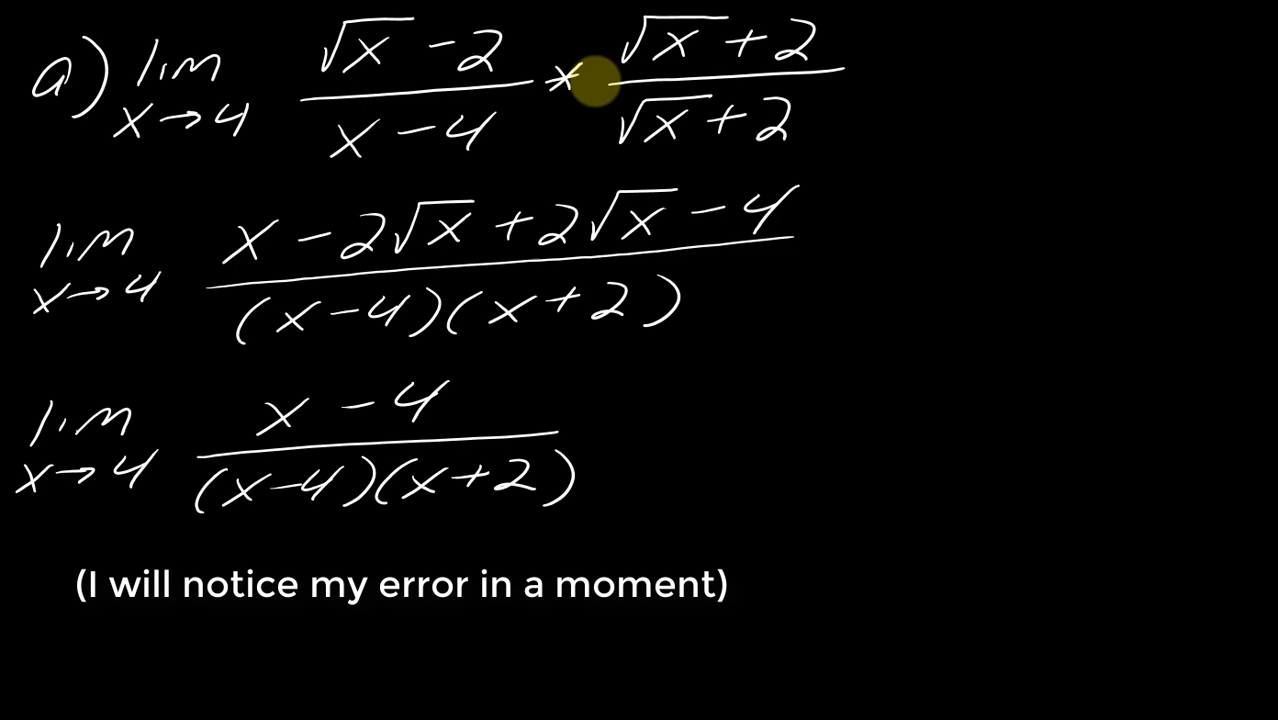 a) lim x→4 (√x - 2)/(x - 4) * (√x + 2)/(√x + 2)
lim x→4 (x - 2√x + 2√x - 4)/((x - 4)(x + 2))
lim x→4 (x - 4)/((x - 4)(x + 2))
(I will notice my error in a moment)